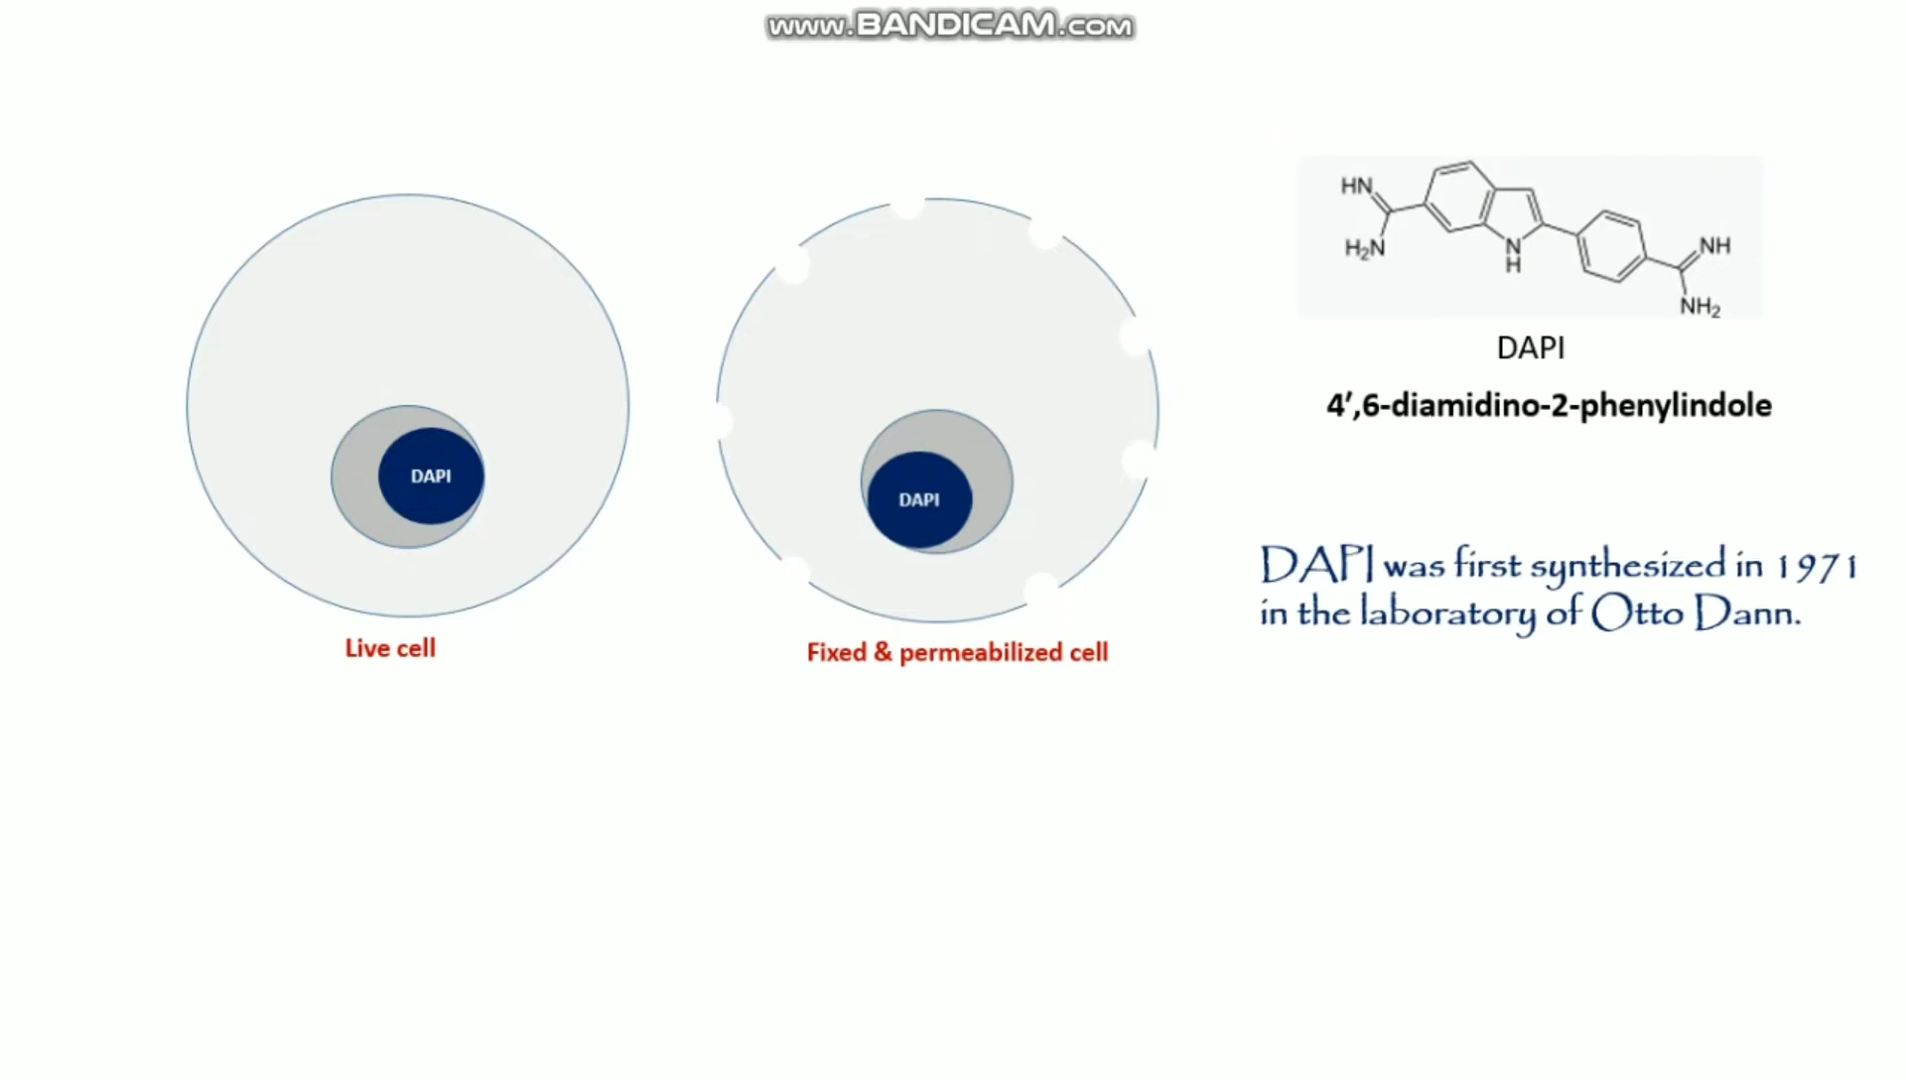 www.BANDICAM.com
HN
H₂N
N
H
NH
NH₂
DAPI
4′,6-diamidino-2-phenylindole
DAPI
DAPI
DAPI was first synthesized in 1971
in the laboratory of Otto Dann.
Live cell
Fixed & permeabilized cell